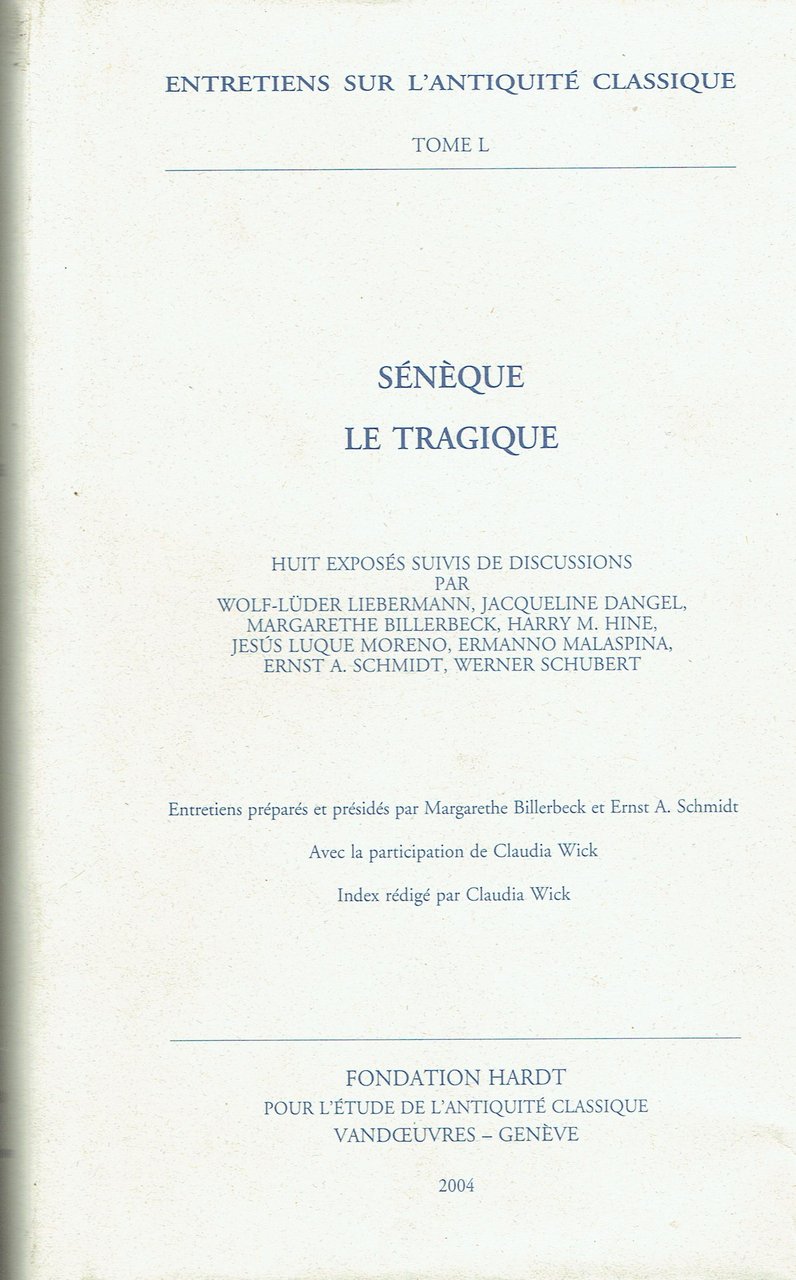 ENTRETIENS SUR L'ANTIQUITÉ CLASSIQUE
TOME L
SÉNÈQUE
LE TRAGIQUE
HUIT EXPOSÉS SUIVIS DE DISCUSSIONS
PAR
WOLF-LÜDER LIEBERMANN, JACQUELINE DANGEL,
MARGARETHE BILLERBECK, HARRY M. HINE,
JESÚS LUQUE MORENO, ERMANNO MALASPINA,
ERNST A. SCHMIDT, WERNER SCHUBERT
Entretiens préparés et présidés par Margarethe Billerbeck et Ernst A. Schmidt
Avec la participation de Claudia Wick
Index rédigé par Claudia Wick
FONDATION HARDT
POUR L'ÉTUDE DE L'ANTIQUITÉ CLASSIQUE
VANDŒUVRES – GENÈVE
2004